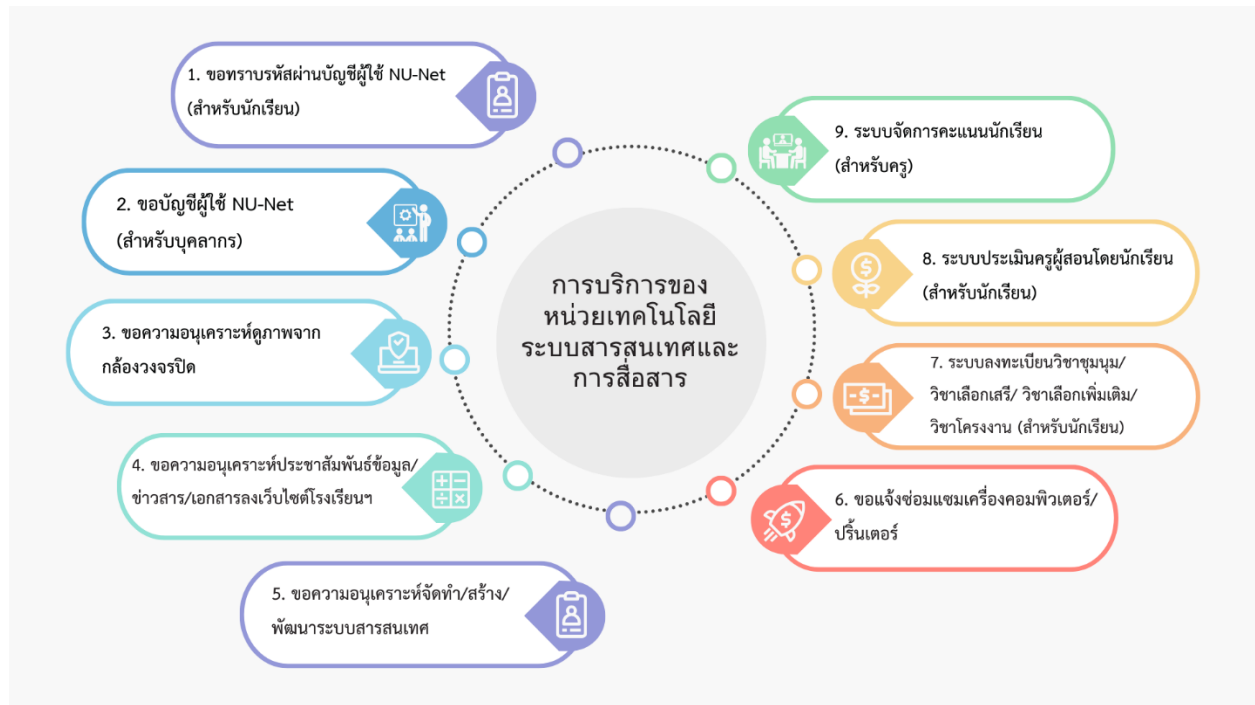 1. ขอทราบรหัสผ่านบัญชีผู้ใช้ NU-Net
(สำหรับนักเรียน)
2. ขอบัญชีผู้ใช้ NU-Net
(สำหรับบุคลากร)
3. ขอความอนุเคราะห์ดูภาพจาก
กล้องวงจรปิด
4. ขอความอนุเคราะห์ประชาสัมพันธ์ข้อมูล/
ข่าวสาร/เอกสารลงเว็บไซต์โรงเรียนฯ
5. ขอความอนุเคราะห์จัดทำ/สร้าง/
พัฒนาระบบสารสนเทศ
การบริการของ
หน่วยเทคโนโลยี
ระบบสารสนเทศและ
การสื่อสาร
9. ระบบจัดการคะแนนนักเรียน
(สำหรับครู)
8. ระบบประเมินครูผู้สอนโดยนักเรียน
(สำหรับนักเรียน)
7. ระบบลงทะเบียนวิชาชุมนุม/
วิชาเลือกเสรี/ วิชาเลือกเพิ่มเติม/
วิชาโครงงาน (สำหรับนักเรียน)
6. ขอแจ้งซ่อมแซมเครื่องคอมพิวเตอร์/
ปริ้นเตอร์